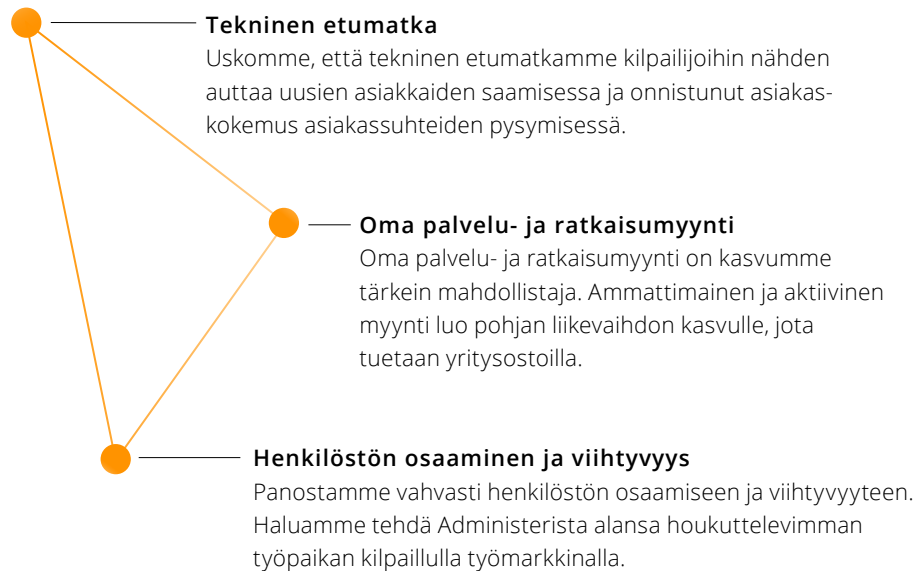 Tekninen etumatka
Uskomme, että tekninen etumatkamme kilpailijoihin nähden
auttaa uusien asiakkaiden saamisessa ja onnistunut asiakas-
kokemus asiakassuhteiden pysymisessä.
Oma palvelu- ja ratkaisumyynti
Oma palvelu- ja ratkaisumyynti on kasvumme
tärkein mahdollistaja. Ammattimainen ja aktiivinen
myynti luo pohjan liikevaihdon kasvulle, jota
tuetaan yritysostoilla.
Henkilöstön osaaminen ja viihtyvyys
Panostamme vahvasti henkilöstön osaamiseen ja viihtyvyyteen.
Haluamme tehdä Administerista alansa houkuttelevimman
työpaikan kilpaillulla työmarkkinalla.